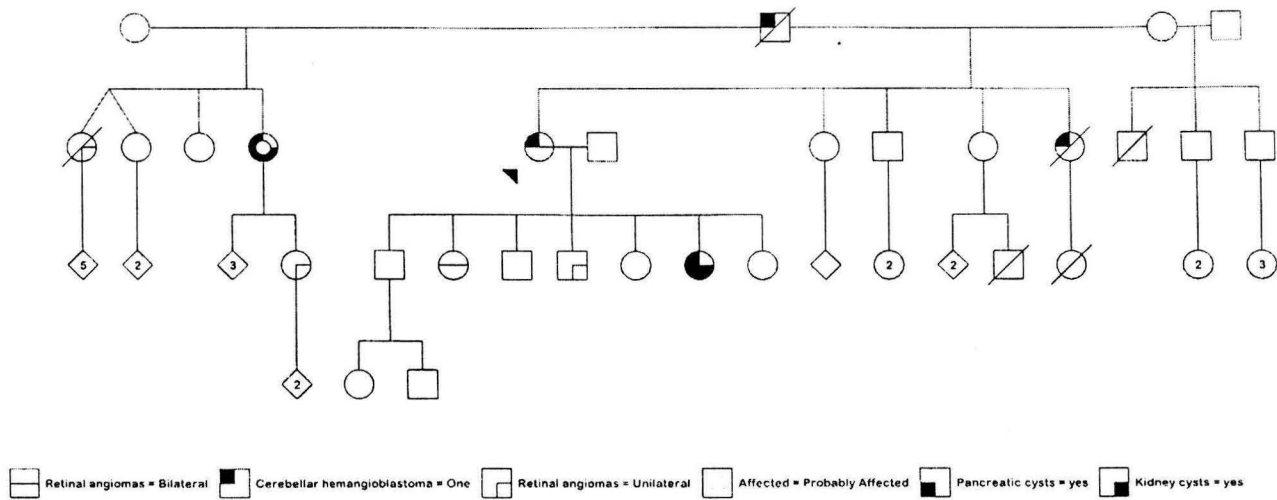 5 2 3 2 2 2 3
2
Retinal angiomas = Bilateral Cerebellar hemangioblastoma = One Retinal angiomas = Unilateral Affected = Probably Affected Pancreatic cysts = yes Kidney cysts = yes